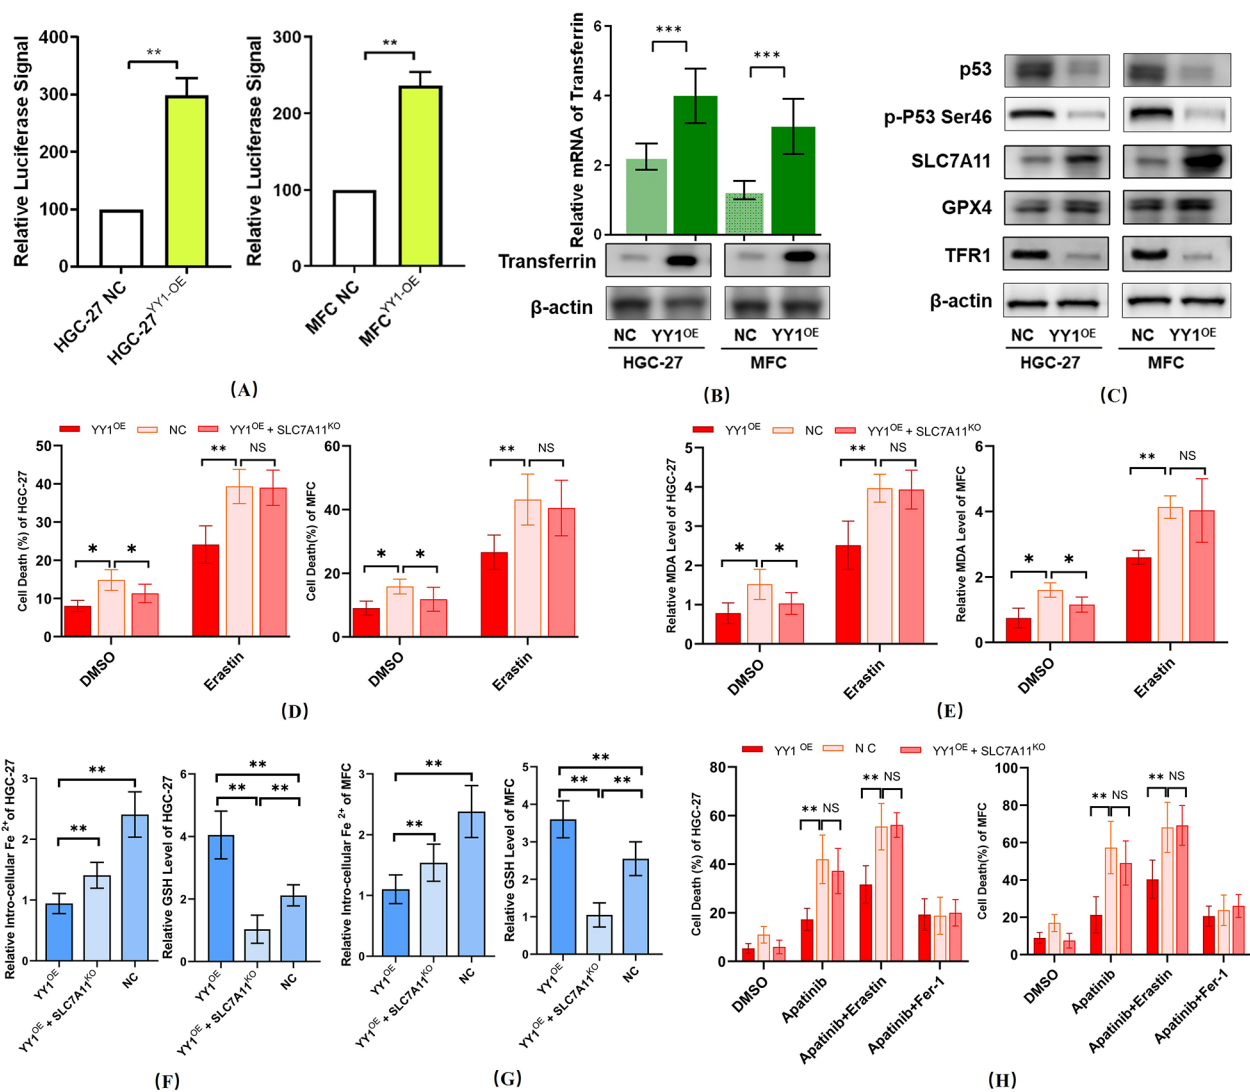 Relative Luciferase Signal
400
300
200
100
0
**
HGC-27 NC
HGC-27YY1-OE
Relative Luciferase Signal
300
200
100
0
**
MFC NC
MFCYY1-OE
(A)
Relative mRNA of Transferrin
6
4
2
0
***
***
Transferrin
β-actin
NC YY1OE NC YY1OE
HGC-27 MFC
(B)
p53
p-P53 Ser46
SLC7A11
GPX4
TFR1
β-actin
NC YY1OE NC YY1OE
HGC-27 MFC
(C)
YY1OE NC YY1OE + SLC7A11KO
Cell Death (%) of HGC-27
50
40
30
20
10
0
* * ** NS
DMSO Erastin
Cell Death(%) of MFC
60
40
20
0
* * ** NS
DMSO Erastin
(D)
YY1OE NC YY1OE + SLC7A11KO
Relative MDA Level of HGC-27
5
4
3
2
1
0
* * ** NS
DMSO Erastin
Relative MDA Level of MFC
5
4
3
2
1
0
* * ** NS
DMSO Erastin
(E)
Relative Intro-cellular Fe 2+ of HGC-27
3
2
1
0
**
**
YY1OE
YY1OE + SLC7A11KO
NC
Relative GSH Level of HGC-27
6
4
2
0
**
** **
YY1OE
YY1OE + SLC7A11KO
NC
(F)
Relative Intro-cellular Fe 2+ of MFC
3
2
1
0
**
**
YY1OE
YY1OE + SLC7A11KO
NC
Relative GSH Level of MFC
5
4
3
2
1
0
**
** **
YY1OE
YY1OE + SLC7A11KO
NC
(G)
YY1 OE N C YY1OE + SLC7A11KO
Cell Death (%) of HGC-27
80
60
40
20
0
** NS ** NS
DMSO
Apatinib
Apatinib+Erastin
Apatinib+Fer-1
Cell Death(%) of MFC
100
80
60
40
20
0
** NS ** NS
DMSO
Apatinib
Apatinib+Erastin
Apatinib+Fer-1
(H)